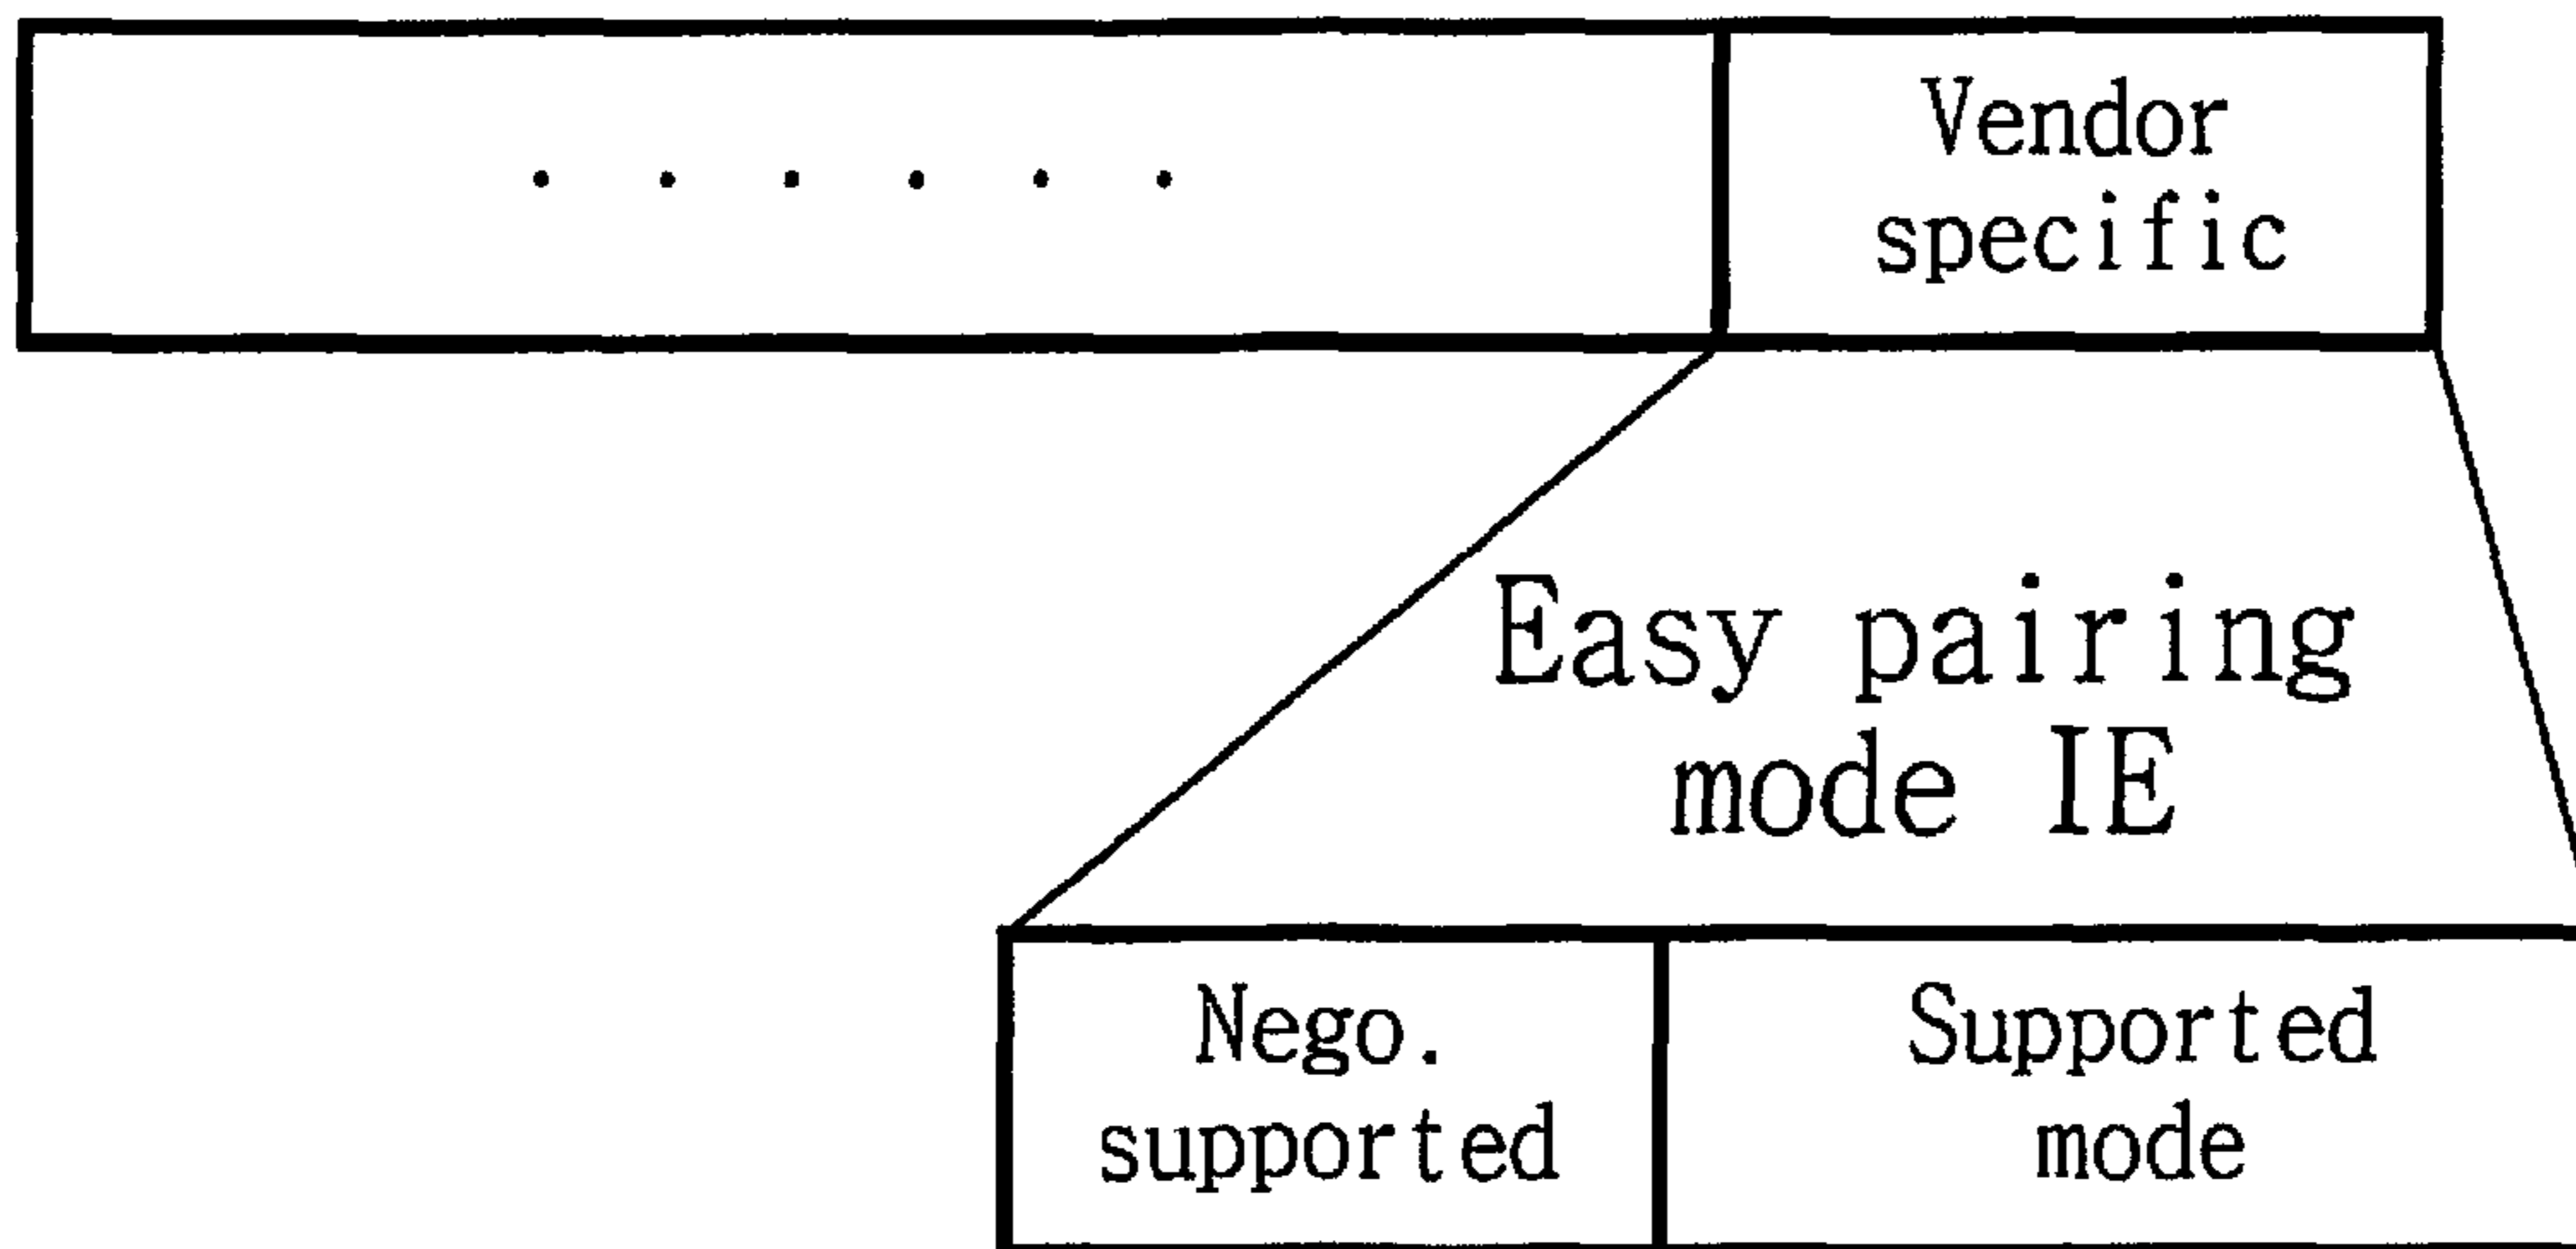 . . . . . .
Vendor
specific
Easy pairing
mode IE
Nego.
supported
Supported
mode